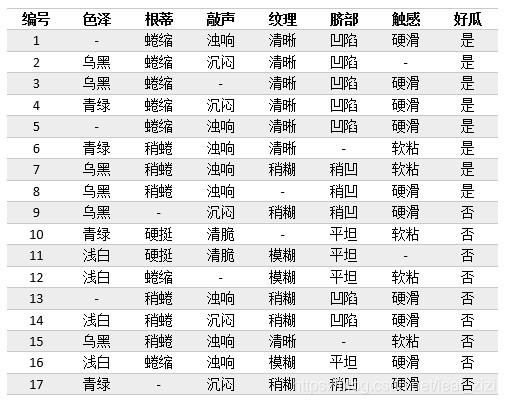 编号 色泽 根蒂 敲声 纹理 脐部 触感 好瓜
1 - 蜷缩 浊响 清晰 凹陷 硬滑 是
2 乌黑 蜷缩 沉闷 清晰 凹陷 - 是
3 乌黑 蜷缩 - 清晰 凹陷 硬滑 是
4 青绿 蜷缩 沉闷 清晰 凹陷 硬滑 是
5 - 蜷缩 浊响 清晰 凹陷 硬滑 是
6 青绿 稍蜷 浊响 清晰 - 软粘 是
7 乌黑 稍蜷 浊响 稍糊 稍凹 软粘 是
8 乌黑 稍蜷 浊响 - 稍凹 硬滑 是
9 乌黑 - 沉闷 稍糊 稍凹 硬滑 否
10 青绿 硬挺 清脆 - 平坦 软粘 否
11 浅白 硬挺 清脆 模糊 平坦 - 否
12 浅白 蜷缩 - 模糊 平坦 软粘 否
13 - 稍蜷 浊响 稍糊 凹陷 硬滑 否
14 浅白 稍蜷 沉闷 稍糊 凹陷 硬滑 否
15 乌黑 稍蜷 浊响 清晰 - 软粘 否
16 浅白 蜷缩 浊响 模糊 平坦 硬滑 否
17 青绿 - 沉闷 稍糊 稍凹 硬滑 否